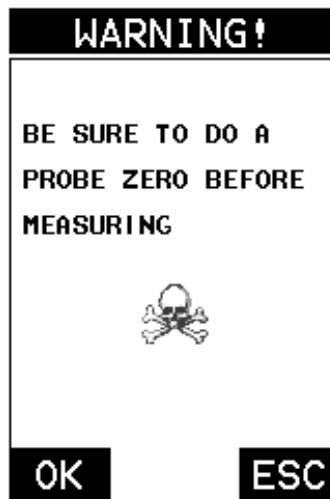 WARNING!
BE SURE TO DO A
PROBE ZERO BEFORE
MEASURING
OK ESC